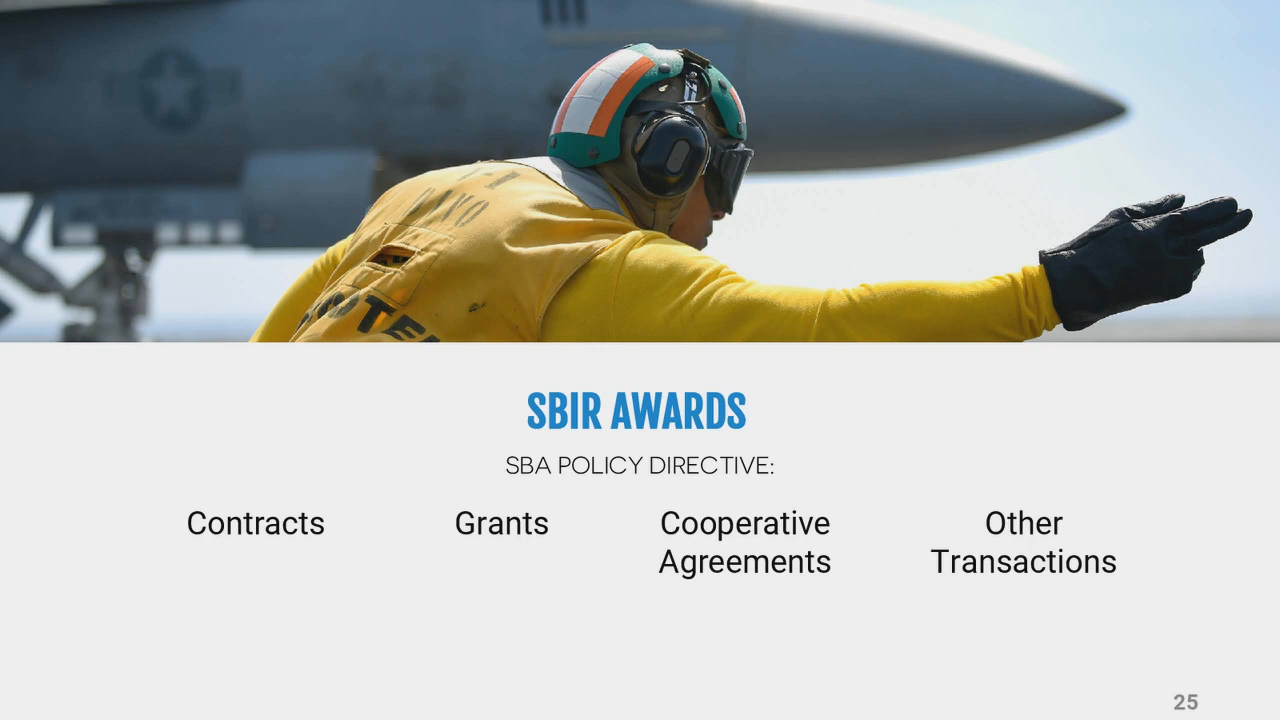 SBIR AWARDS
SBA POLICY DIRECTIVE:
Contracts
Grants
Cooperative
Agreements
Other
Transactions
25